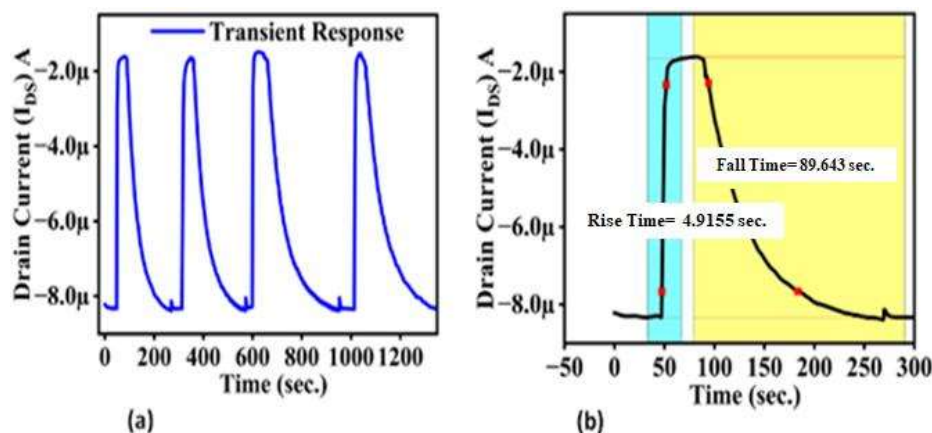 Transient Response
Drain Current (I_DS) A
−2.0μ
−4.0μ
−6.0μ
−8.0μ
0 200 400 600 800 1000 1200
Time (sec.)
(a)
Drain Current (I_DS) A
−2.0μ
−4.0μ
−6.0μ
−8.0μ
Fall Time= 89.643 sec.
Rise Time= 4.9155 sec.
−50 0 50 100 150 200 250 300
Time (sec.)
(b)